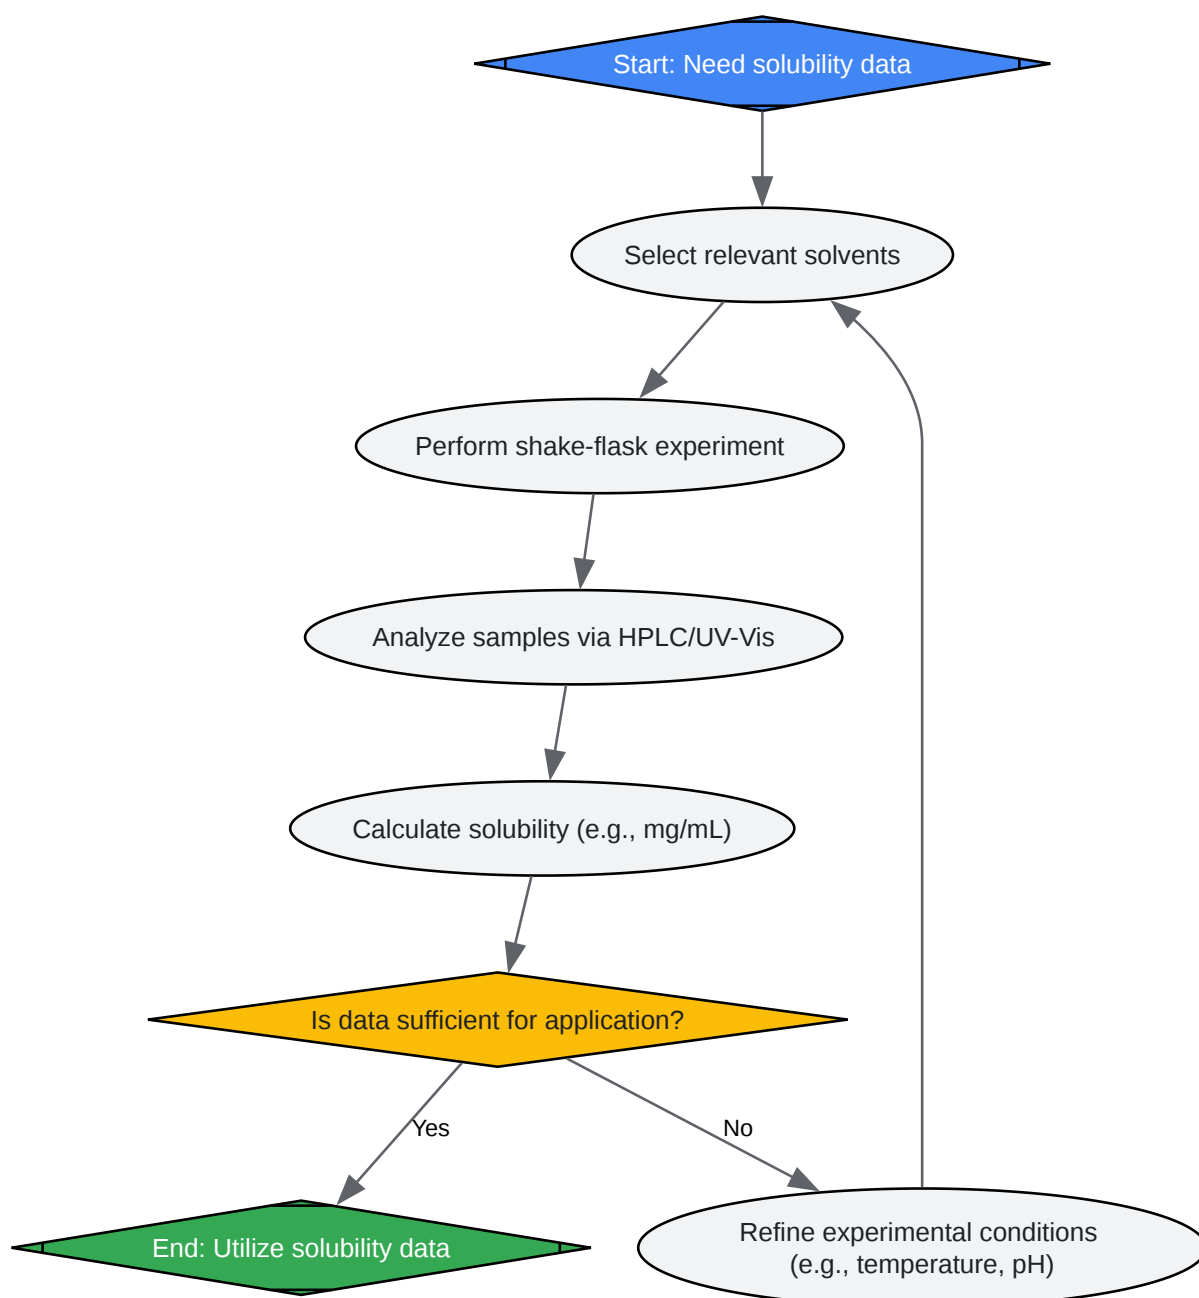 Start: Need solubility data
Select relevant solvents
Perform shake-flask experiment
Analyze samples via HPLC/UV-Vis
Calculate solubility (e.g., mg/mL)
Is data sufficient for application?
Yes
No
End: Utilize solubility data
Refine experimental conditions
(e.g., temperature, pH)